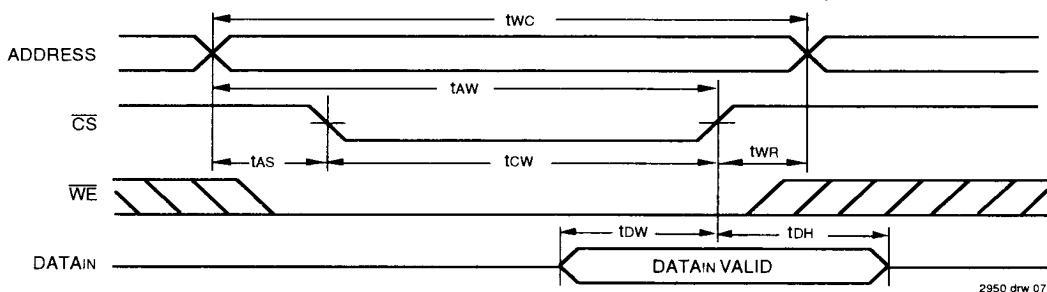 tWC
ADDRESS
tAW
CS
tAS
tCW
tWR
WE
tDW
tDH
DATAIN
DATAIN VALID
2950 drw 07